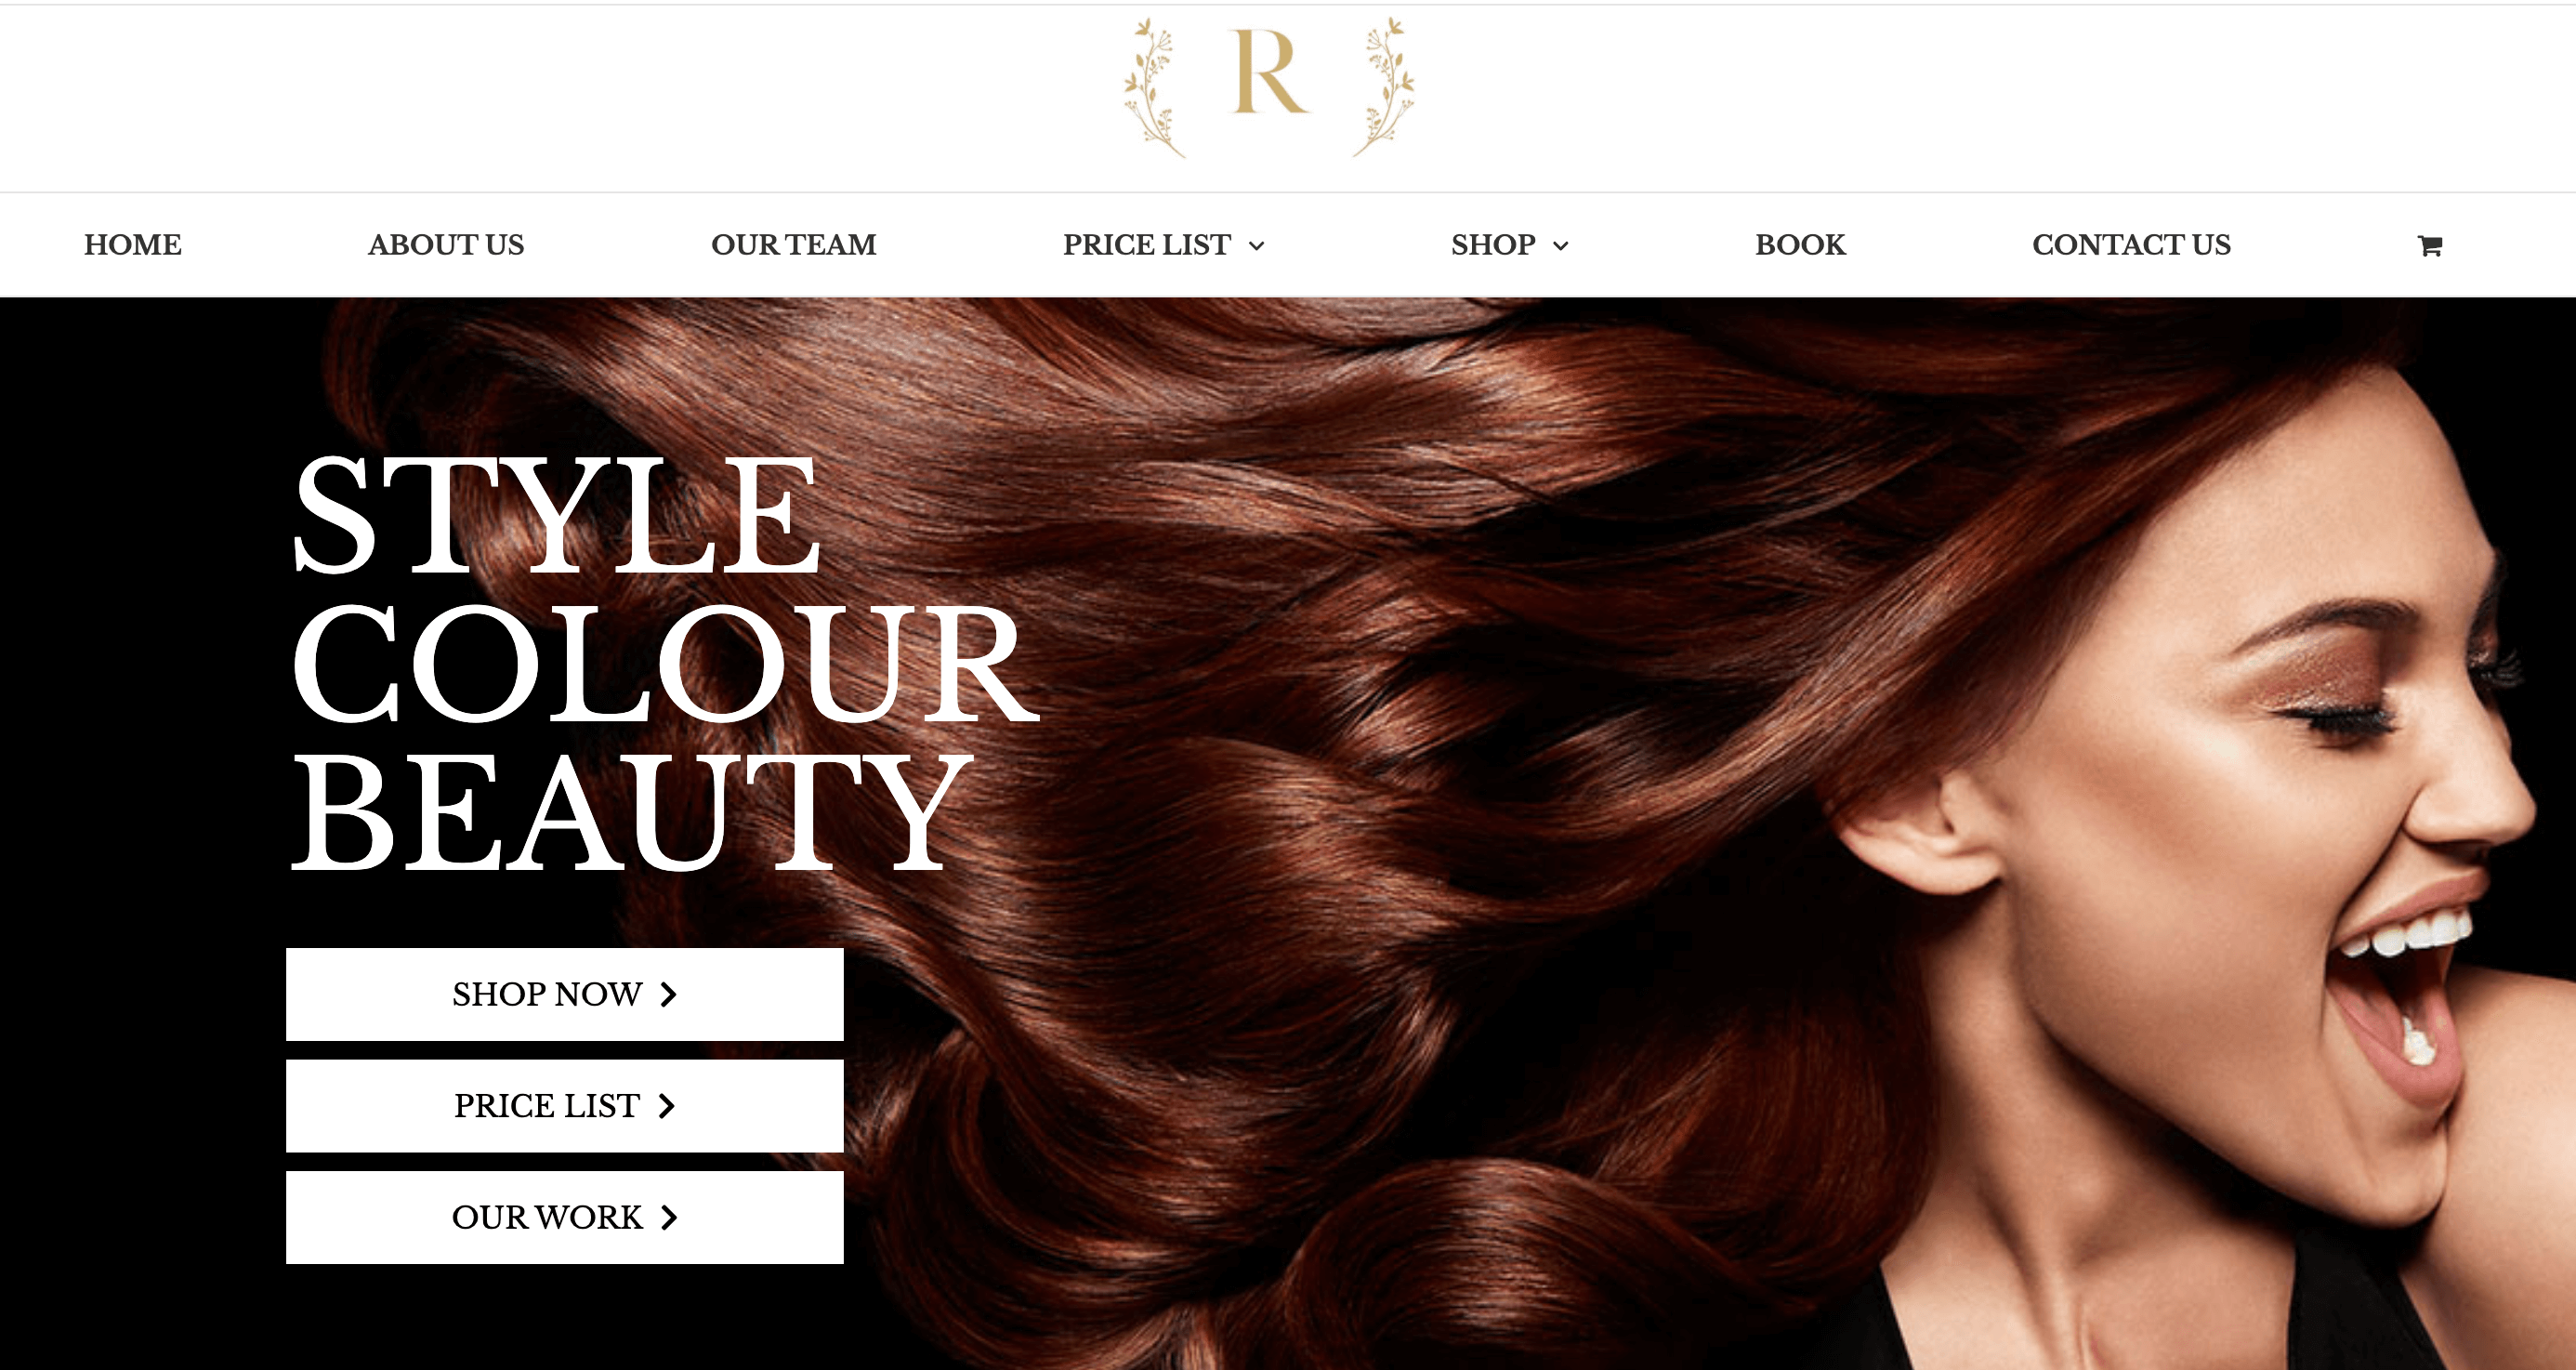 R
HOME ABOUT US OUR TEAM PRICE LIST SHOP BOOK CONTACT US
STYLE
COLOUR
BEAUTY
SHOP NOW
PRICE LIST
OUR WORK